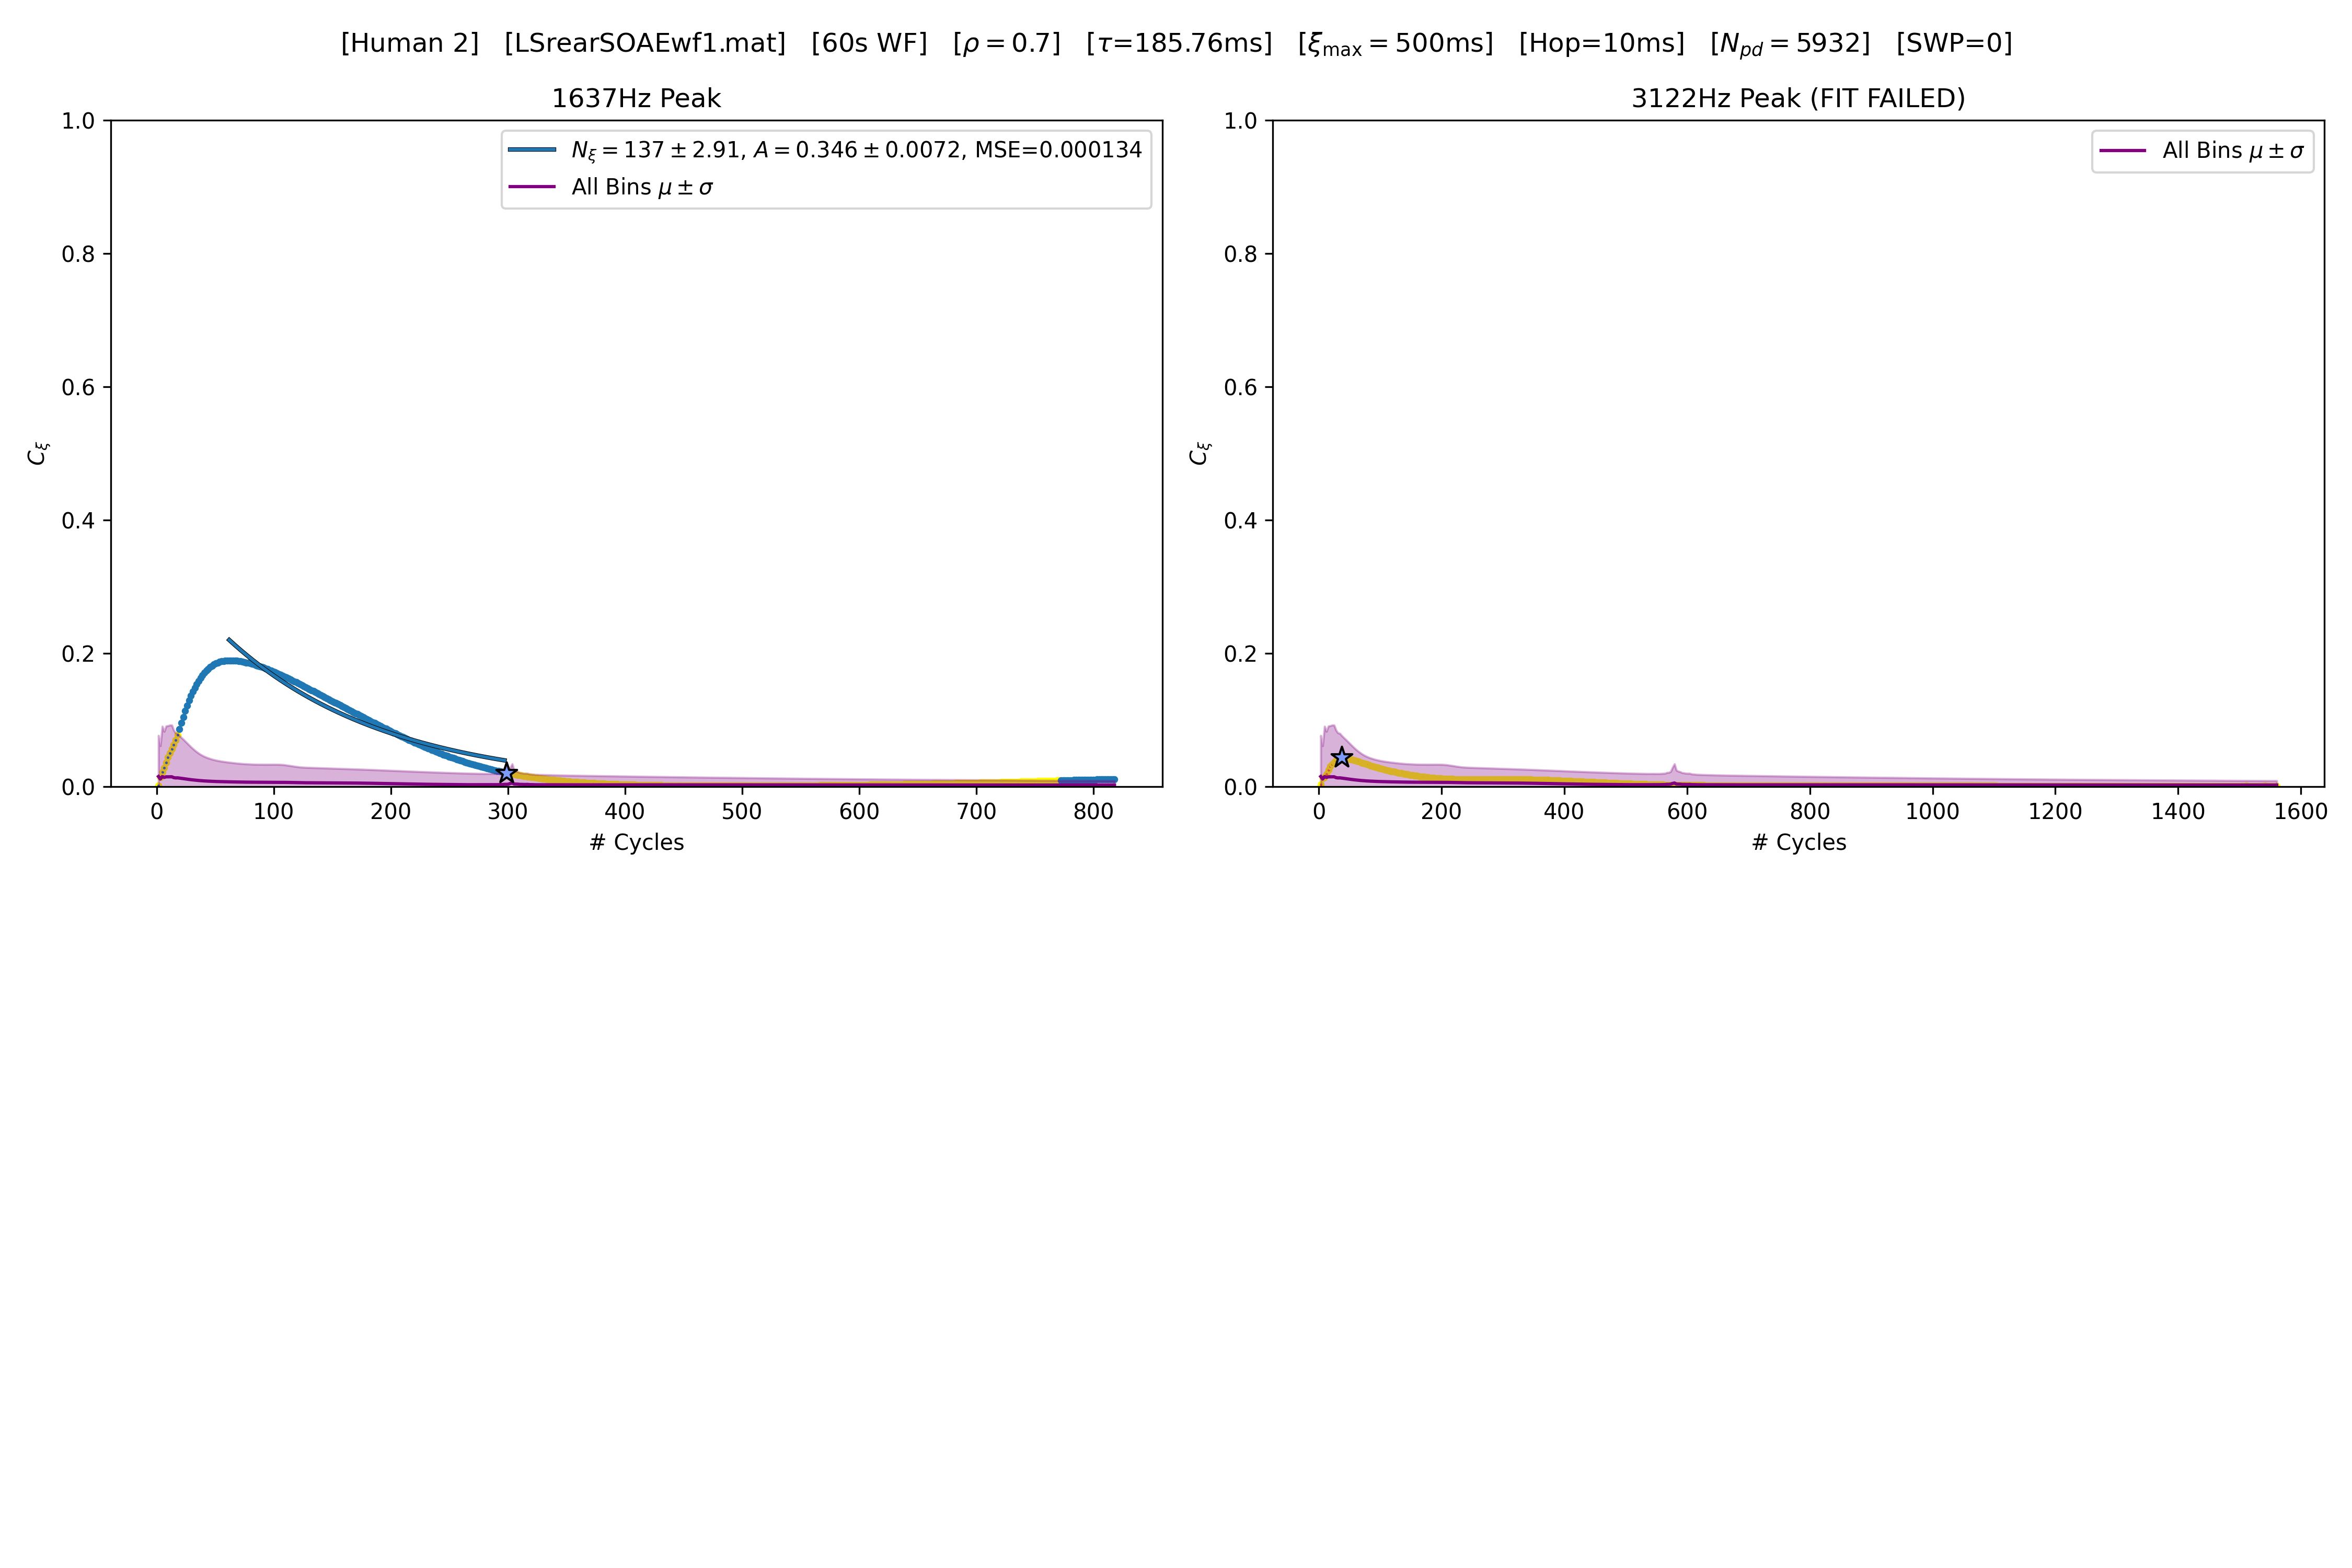 [Human 2] [LSrearSOAEwf1.mat] [60s WF] [ρ = 0.7] [τ=185.76ms] [ξmax = 500ms] [Hop=10ms] [Npd = 5932] [SWP=0]
1637Hz Peak
1.0
0.8
0.6
0.4
0.2
0.0
Cξ
Nξ = 137 ± 2.91, A = 0.346 ± 0.0072, MSE=0.000134
All Bins μ ± σ
0 100 200 300 400 500 600 700 800
# Cycles
3122Hz Peak (FIT FAILED)
1.0
0.8
0.6
0.4
0.2
0.0
Cξ
All Bins μ ± σ
0 200 400 600 800 1000 1200 1400 1600
# Cycles